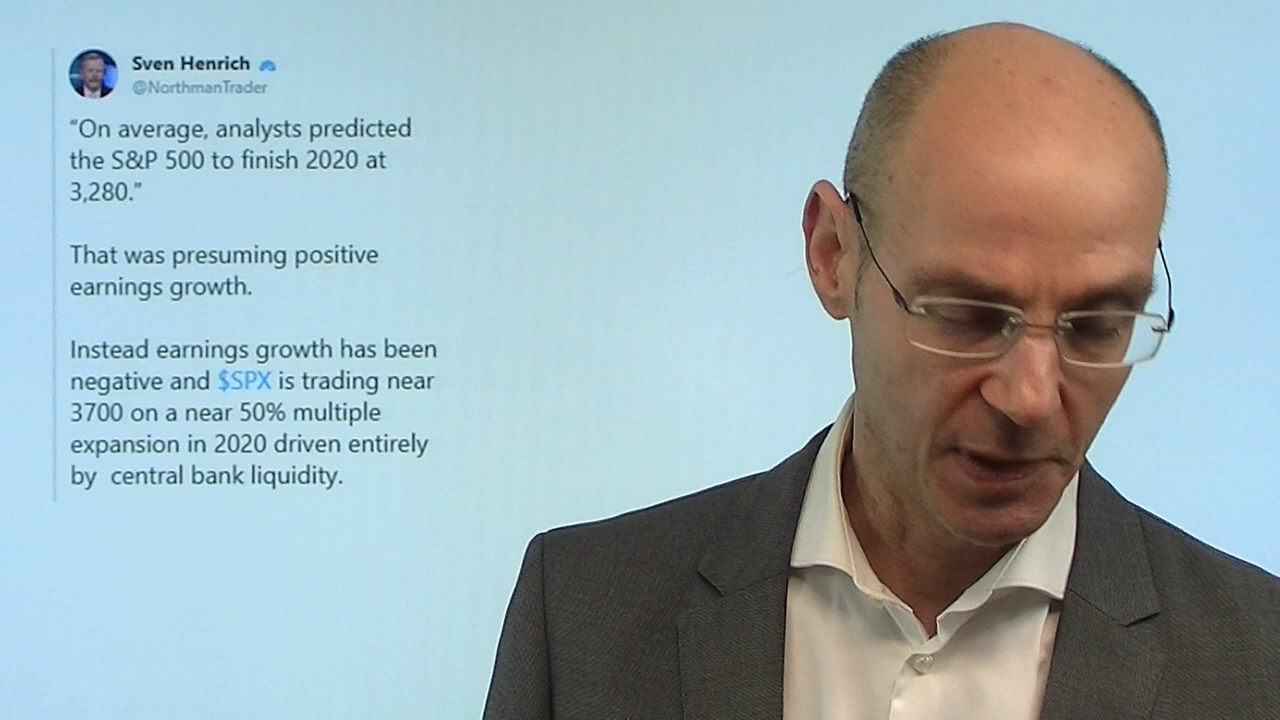 Sven Henrich
@NorthmanTrader
"On average, analysts predicted
the S&P 500 to finish 2020 at
3,280."
That was presuming positive
earnings growth.
Instead earnings growth has been
negative and $SPX is trading near
3700 on a near 50% multiple
expansion in 2020 driven entirely
by central bank liquidity.